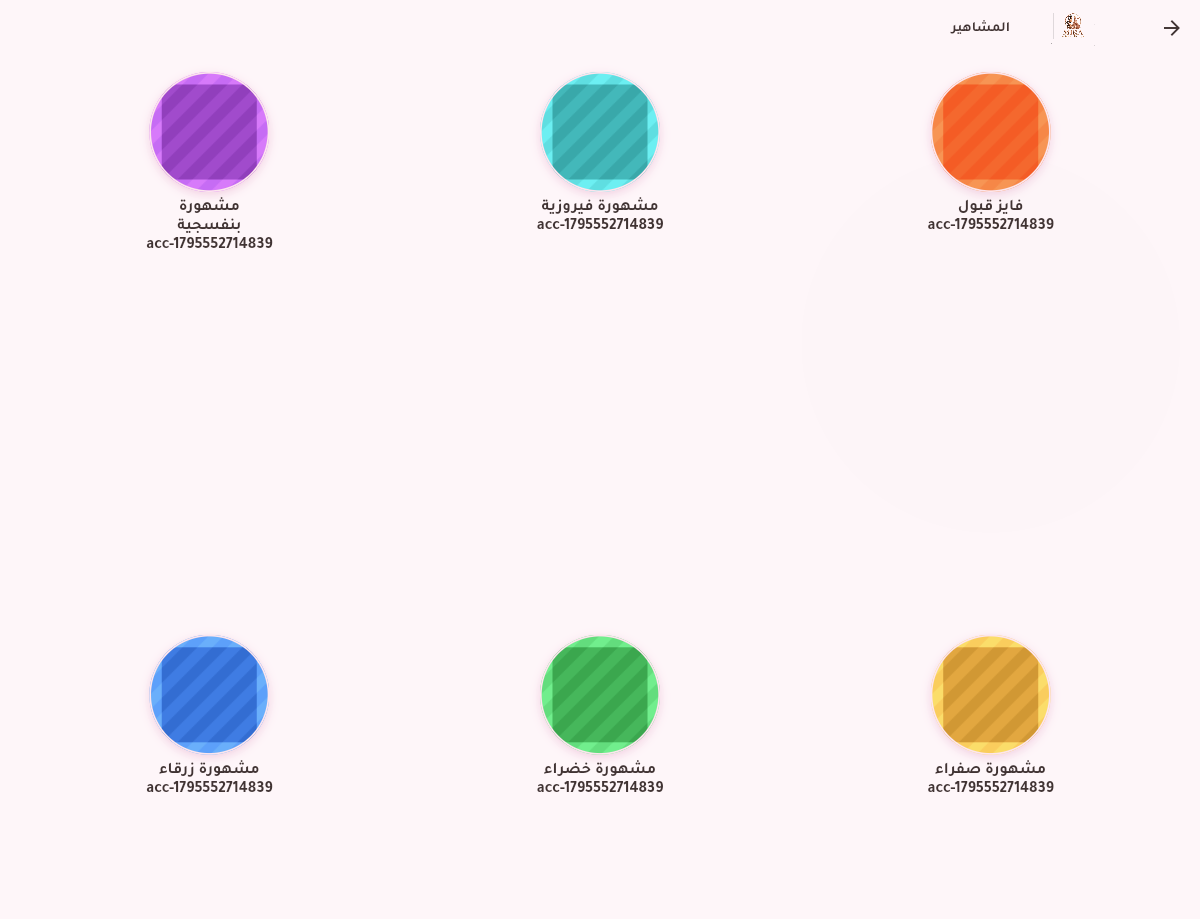 المشاهير
فايز قبول
acc-1795552714839
مشهورة فيروزية
acc-1795552714839
مشهورة
بنفسجية
acc-1795552714839
مشهورة صفراء
acc-1795552714839
مشهورة خضراء
acc-1795552714839
مشهورة زرقاء
acc-1795552714839